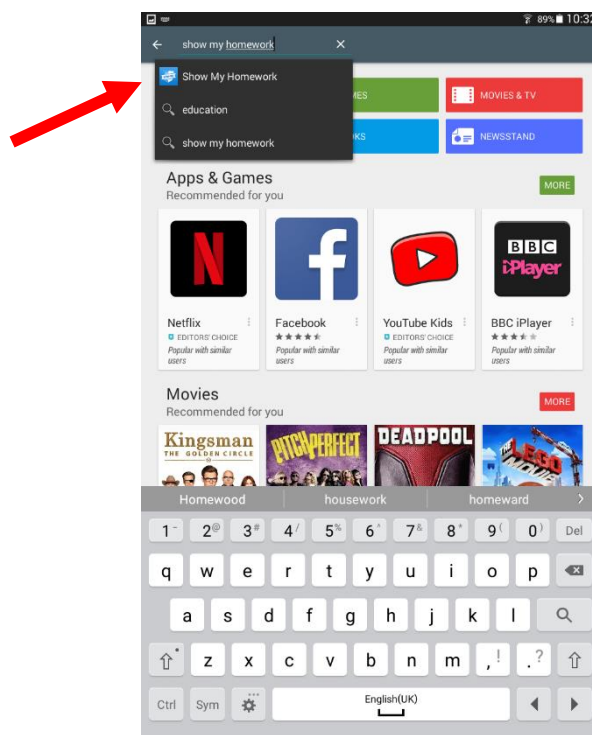 89% 10:32
show my homework ×
Show My Homework
education
show my homework
MES
MOVIES & TV
KS
NEWSSTAND
Apps & Games
Recommended for you
MORE
N
f
BBC
iPlayer
Netflix
EDITORS' CHOICE
Popular with similar
users
Facebook
Popular with similar
users
YouTube Kids
EDITORS' CHOICE
Popular with similar
users
BBC iPlayer
Popular with similar
users
Movies
Recommended for you
MORE
Kingsman
THE GOLDEN CIRCLE
PITCH PERFECT
DEADPOOL
THE LEGO
MOVIE
Homewood housework homeward
1 - 2 @ 3 # 4 / 5 % 6 ^ 7 & 8 * 9 ( 0 ) Del
q w e r t y u i o p
a s d f g h j k l
z x c v b n m , ! . ?
Ctrl Sym English(UK)